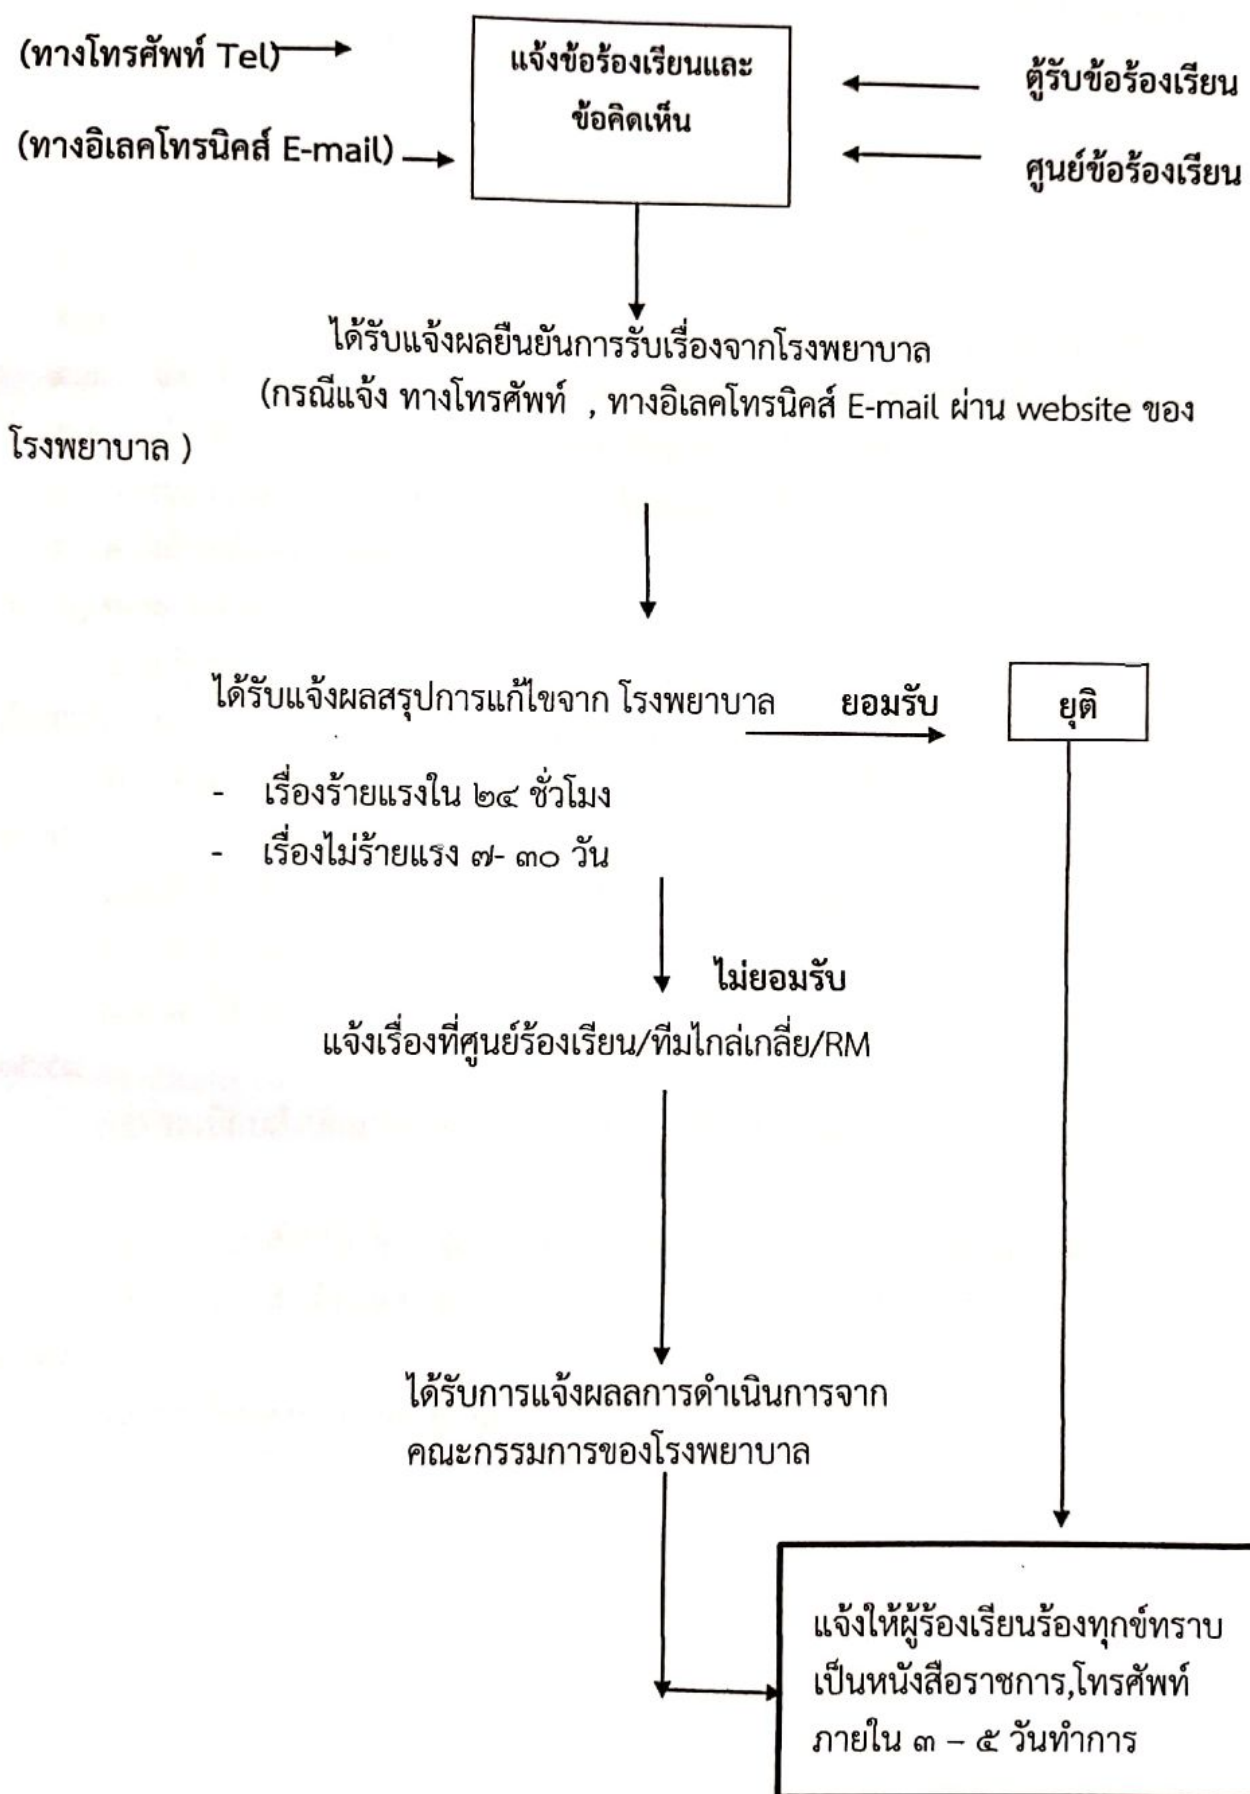 (ทางโทรศัพท์ Tel)
แจ้งข้อร้องเรียนและ
ข้อคิดเห็น
ตู้รับข้อร้องเรียน
(ทางอิเลคโทรนิคส์ E-mail)
ศูนย์ข้อร้องเรียน
ได้รับแจ้งผลยืนยันการรับเรื่องจากโรงพยาบาล
(กรณีแจ้ง ทางโทรศัพท์ , ทางอิเลคโทรนิคส์ E-mail ผ่าน website ของ
โรงพยาบาล )
ได้รับแจ้งผลสรุปการแก้ไขจาก โรงพยาบาล
ยอมรับ
ยุติ
- เรื่องร้ายแรงใน ๒๔ ชั่วโมง
- เรื่องไม่ร้ายแรง ๗- ๓๐ วัน
ไม่ยอมรับ
แจ้งเรื่องที่ศูนย์ร้องเรียน/ทีมไกล่เกลี่ย/RM
ได้รับการแจ้งผลลการดำเนินการจาก
คณะกรรมการของโรงพยาบาล
แจ้งให้ผู้ร้องเรียนร้องทุกข์ทราบ
เป็นหนังสือราชการ,โทรศัพท์
ภายใน ๓ – ๕ วันทำการ